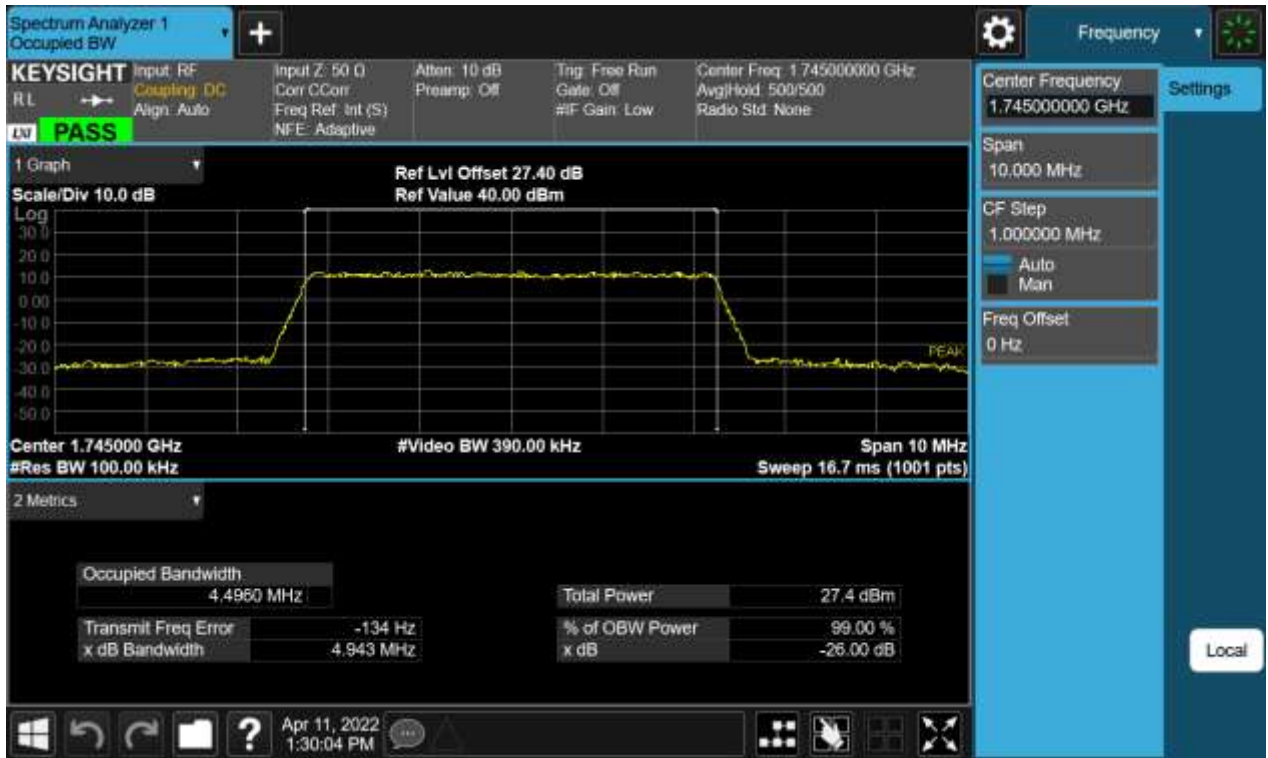 Spectrum Analyzer 1
Occupied BW
+
Frequency
KEYSIGHT
RL
LXI
PASS
Input: RF
Coupling: DC
Align: Auto
Input Z: 50 Ω
Corr CCorr
Freq Ref: Int (S)
NFE: Adaptive
Atten: 10 dB
Preamp: Off
Trig: Free Run
Gate: Off
#IF Gain: Low
Center Freq: 1.745000000 GHz
Avg|Hold: 500/500
Radio Std: None
1 Graph
Scale/Div 10.0 dB
Ref Lvl Offset 27.40 dB
Ref Value 40.00 dBm
Log
30.0
20.0
10.0
0.00
-10.0
-20.0
-30.0
-40.0
-50.0
PEAK
Center 1.745000 GHz
#Video BW 390.00 kHz
Span 10 MHz
#Res BW 100.00 kHz
Sweep 16.7 ms (1001 pts)
2 Metrics
Occupied Bandwidth
4.4960 MHz
Total Power 27.4 dBm
Transmit Freq Error -134 Hz
% of OBW Power 99.00 %
x dB Bandwidth 4.943 MHz
x dB -26.00 dB
Center Frequency
1.745000000 GHz
Settings
Span
10.000 MHz
CF Step
1.000000 MHz
Auto
Man
Freq Offset
0 Hz
Local
?
Apr 11, 2022
1:30:04 PM